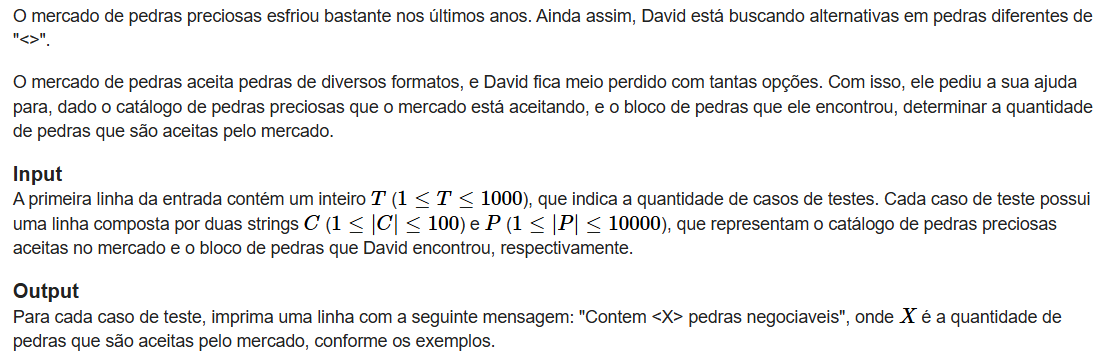 O mercado de pedras preciosas esfriou bastante nos últimos anos. Ainda assim, David está buscando alternativas em pedras diferentes de
"<>".
O mercado de pedras aceita pedras de diversos formatos, e David fica meio perdido com tantas opções. Com isso, ele pediu a sua ajuda
para, dado o catálogo de pedras preciosas que o mercado está aceitando, e o bloco de pedras que ele encontrou, determinar a quantidade
de pedras que são aceitas pelo mercado.
Input
A primeira linha da entrada contém um inteiro T (1 ≤ T ≤ 1000), que indica a quantidade de casos de testes. Cada caso de teste possui
uma linha composta por duas strings C (1 ≤ |C| ≤ 100) e P (1 ≤ |P| ≤ 10000), que representam o catálogo de pedras preciosas
aceitas no mercado e o bloco de pedras que David encontrou, respectivamente.
Output
Para cada caso de teste, imprima uma linha com a seguinte mensagem: "Contem <X> pedras negociaveis", onde X é a quantidade de
pedras que são aceitas pelo mercado, conforme os exemplos.